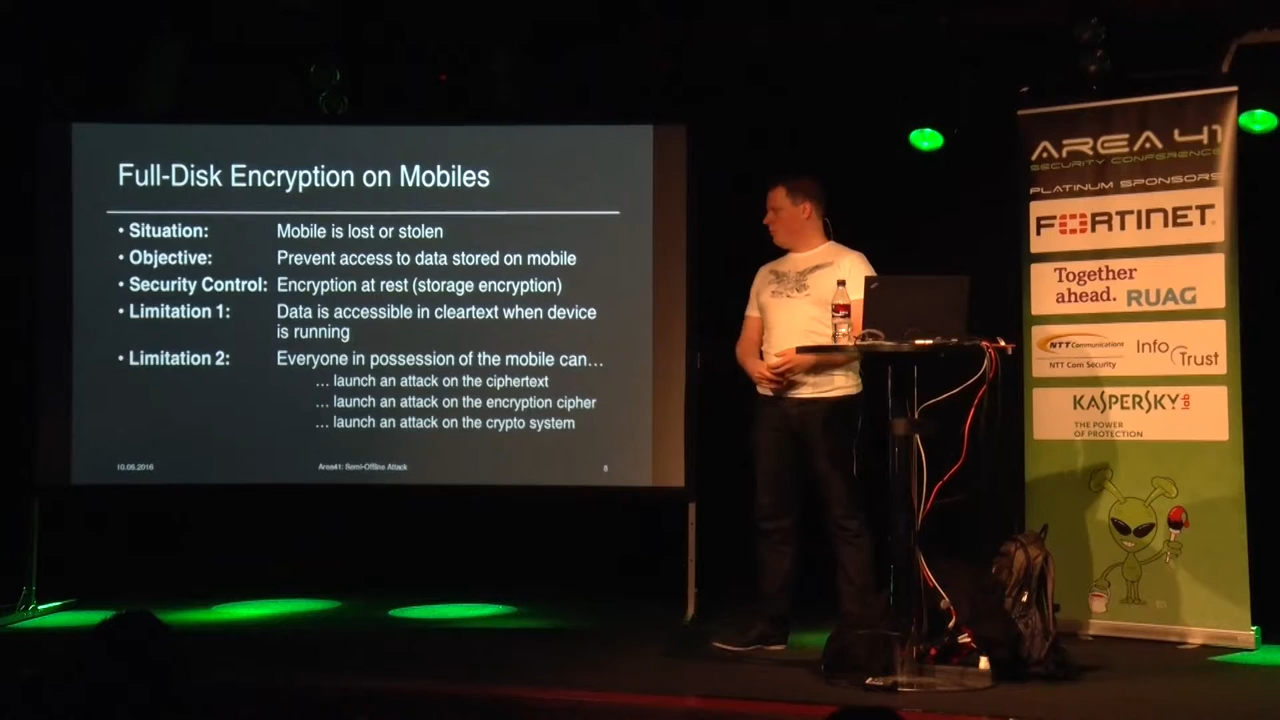 Full-Disk Encryption on Mobiles
• Situation: Mobile is lost or stolen
• Objective: Prevent access to data stored on mobile
• Security Control: Encryption at rest (storage encryption)
• Limitation 1: Data is accessible in cleartext when device
is running
• Limitation 2: Everyone in possession of the mobile can…
… launch an attack on the ciphertext
… launch an attack on the encryption cipher
… launch an attack on the crypto system
10.06.2016 Area41: Semi-Offline Attack 8
AREA 41
SECURITY CONFERENCE
PLATINUM SPONSORS
FORTINET
Together
ahead. RUAG
NTT Communications
NTT Com Security
Info Trust
KASPERSKY lab
THE POWER
OF PROTECTION